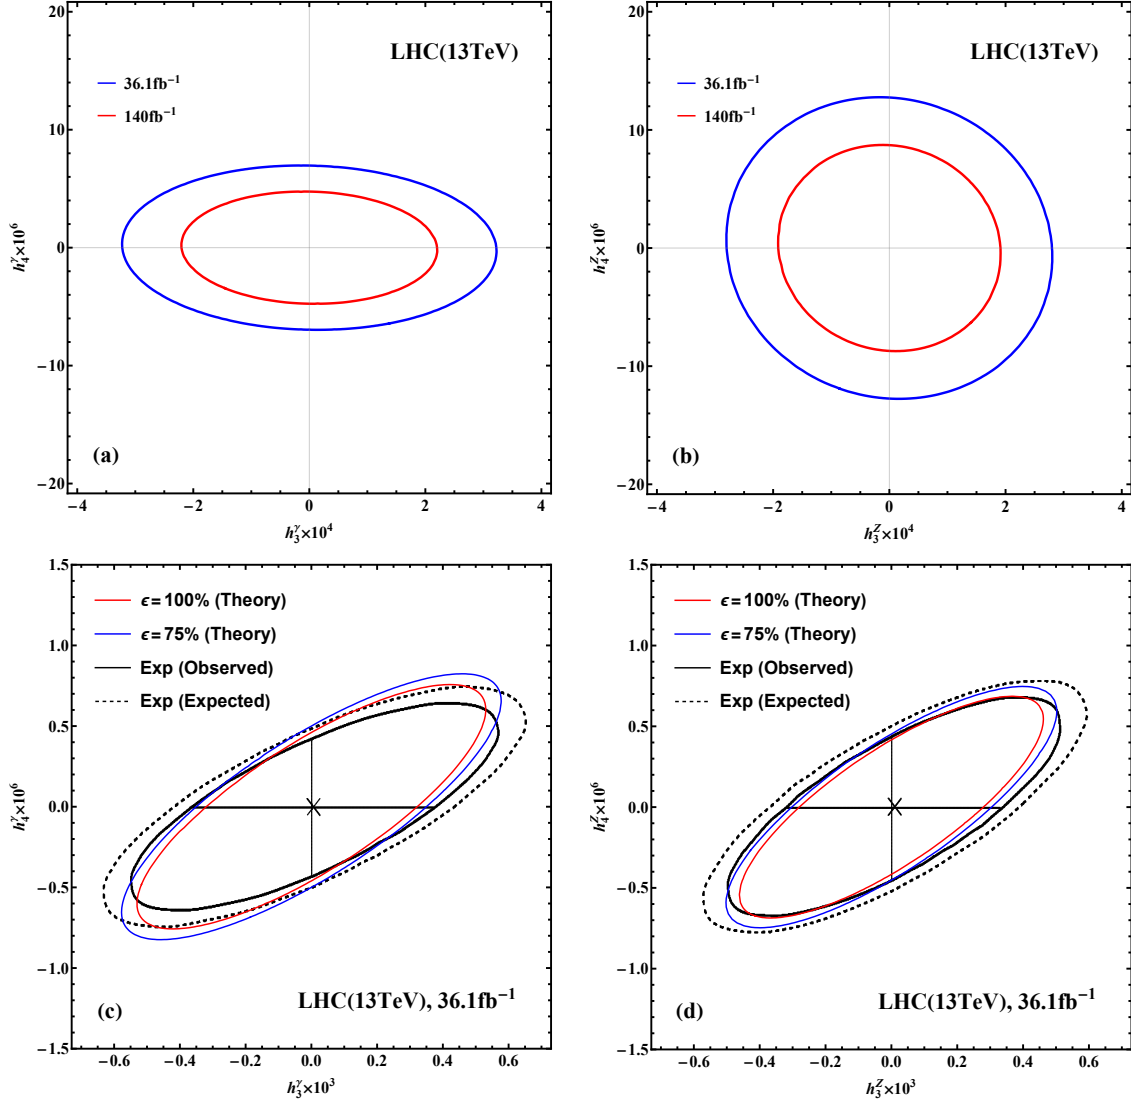 LHC(13TeV)
36.1fb⁻¹
140fb⁻¹
20
10
0
−10
−20
h₄^γ×10⁶
(a)
−4 −2 0 2 4
h₃^γ×10⁴
LHC(13TeV)
36.1fb⁻¹
140fb⁻¹
20
10
0
−10
−20
h₄^Z×10⁶
(b)
−4 −2 0 2 4
h₃^Z×10⁴
1.5
1.0
0.5
0.0
−0.5
−1.0
−1.5
h₄^γ×10⁶
ϵ=100% (Theory)
ϵ=75% (Theory)
Exp (Observed)
Exp (Expected)
(c)
LHC(13TeV), 36.1fb⁻¹
−0.6 −0.4 −0.2 0.0 0.2 0.4 0.6
h₃^γ×10³
1.5
1.0
0.5
0.0
−0.5
−1.0
−1.5
h₄^Z×10⁶
ϵ=100% (Theory)
ϵ=75% (Theory)
Exp (Observed)
Exp (Expected)
(d)
LHC(13TeV), 36.1fb⁻¹
−0.6 −0.4 −0.2 0.0 0.2 0.4 0.6
h₃^Z×10³